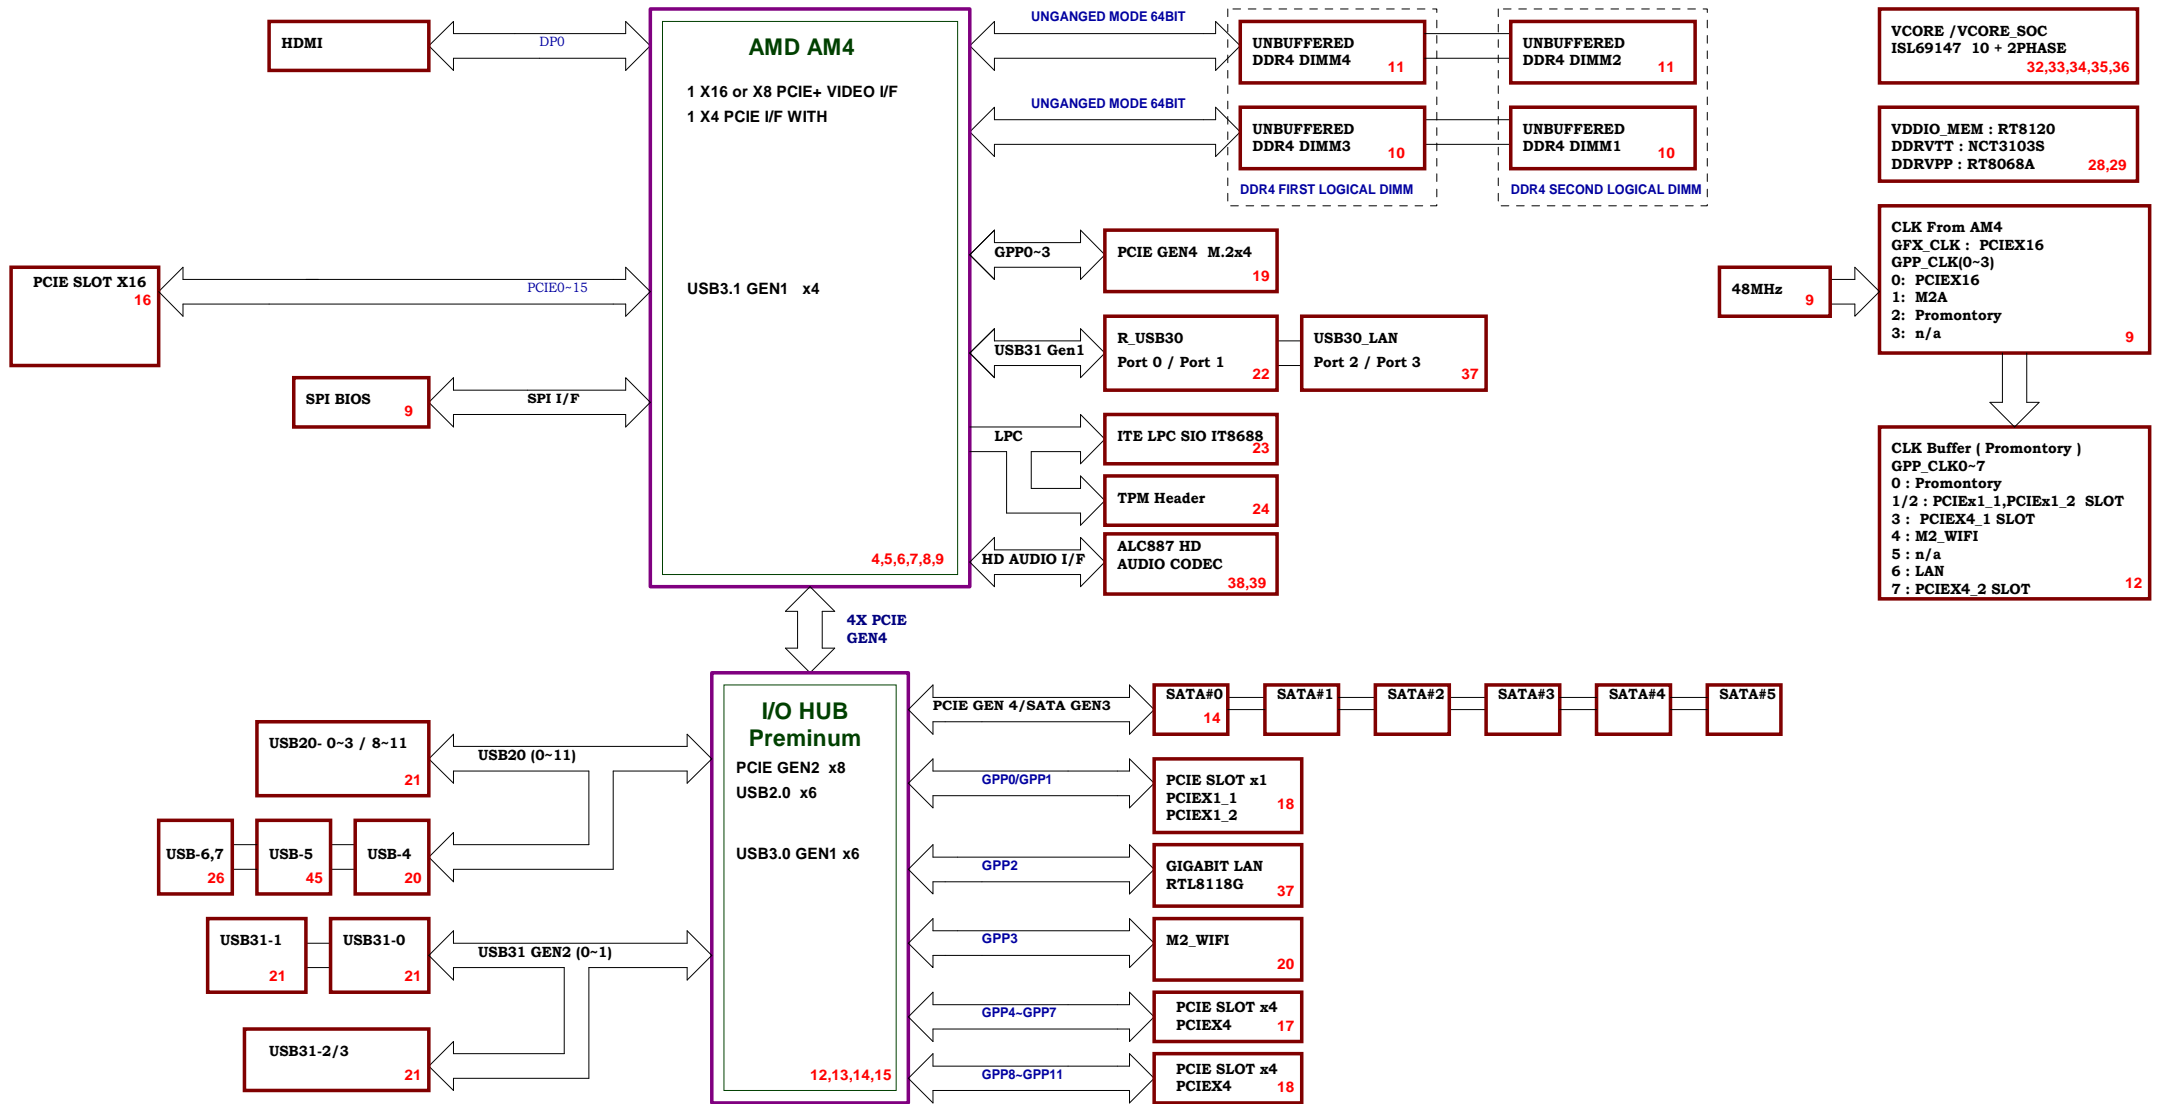 HDMI
DP0
AMD AM4
1 X16 or X8 PCIE+ VIDEO I/F
1 X4 PCIE I/F WITH
USB3.1 GEN1 x4
4,5,6,7,8,9
PCIE SLOT X16
16
PCIE0~15
SPI BIOS
9
SPI I/F
UNGANGED MODE 64BIT
UNBUFFERED
DDR4 DIMM4
11
UNBUFFERED
DDR4 DIMM2
11
UNGANGED MODE 64BIT
UNBUFFERED
DDR4 DIMM3
10
UNBUFFERED
DDR4 DIMM1
10
DDR4 FIRST LOGICAL DIMM
DDR4 SECOND LOGICAL DIMM
GPP0~3
PCIE GEN4 M.2x4
19
USB31 Gen1
R_USB30
Port 0 / Port 1
22
USB30_LAN
Port 2 / Port 3
37
LPC
ITE LPC SIO IT8688
23
TPM Header
24
HD AUDIO I/F
ALC887 HD
AUDIO CODEC
38,39
VCORE /VCORE_SOC
ISL69147 10 + 2PHASE
32,33,34,35,36
VDDIO_MEM : RT8120
DDRVTT : NCT3103S
DDRVPP : RT8068A
28,29
48MHz
9
CLK From AM4
GFX_CLK : PCIEX16
GPP_CLK(0~3)
0: PCIEX16
1: M2A
2: Promontory
3: n/a
9
CLK Buffer ( Promontory )
GPP_CLK0~7
0 : Promontory
1/2 : PCIEx1_1,PCIEx1_2 SLOT
3 : PCIEX4_1 SLOT
4 : M2_WIFI
5 : n/a
6 : LAN
7 : PCIEX4_2 SLOT
12
4X PCIE
GEN4
I/O HUB
Preminum
PCIE GEN2 x8
USB2.0 x6
USB3.0 GEN1 x6
12,13,14,15
USB20- 0~3 / 8~11
21
USB20 (0~11)
USB-6,7
26
USB-5
45
USB-4
20
USB31-1
21
USB31-0
21
USB31 GEN2 (0~1)
USB31-2/3
21
PCIE GEN 4/SATA GEN3
SATA#0
14
SATA#1
SATA#2
SATA#3
SATA#4
SATA#5
GPP0/GPP1
PCIE SLOT x1
PCIEX1_1
PCIEX1_2
18
GPP2
GIGABIT LAN
RTL8118G
37
GPP3
M2_WIFI
20
GPP4~GPP7
PCIE SLOT x4
PCIEX4
17
GPP8~GPP11
PCIE SLOT x4
PCIEX4
18